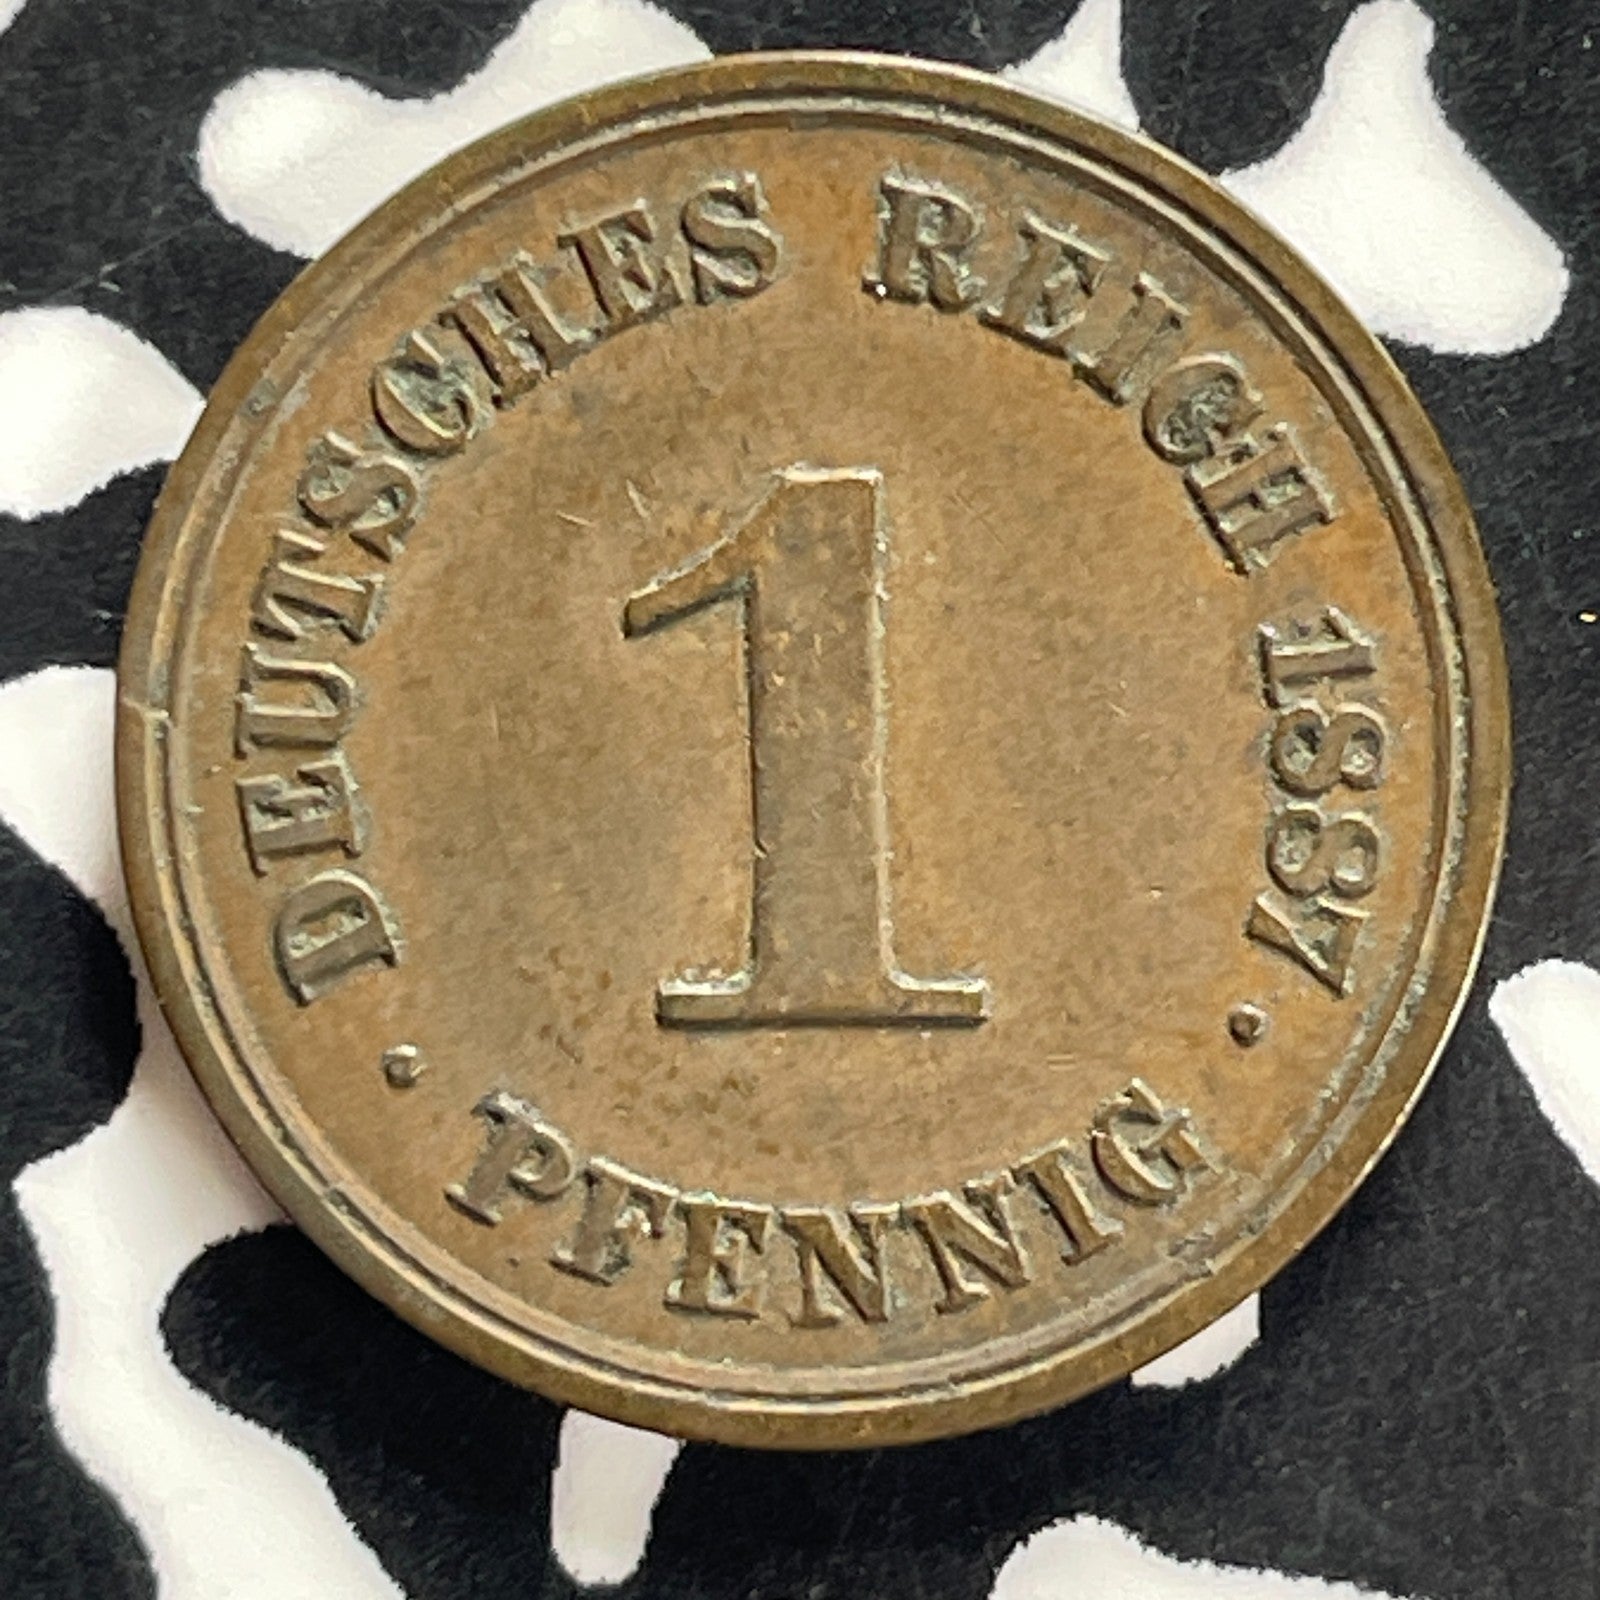 DEUTSCHES REICH 1887
1
· PFENNIG ·